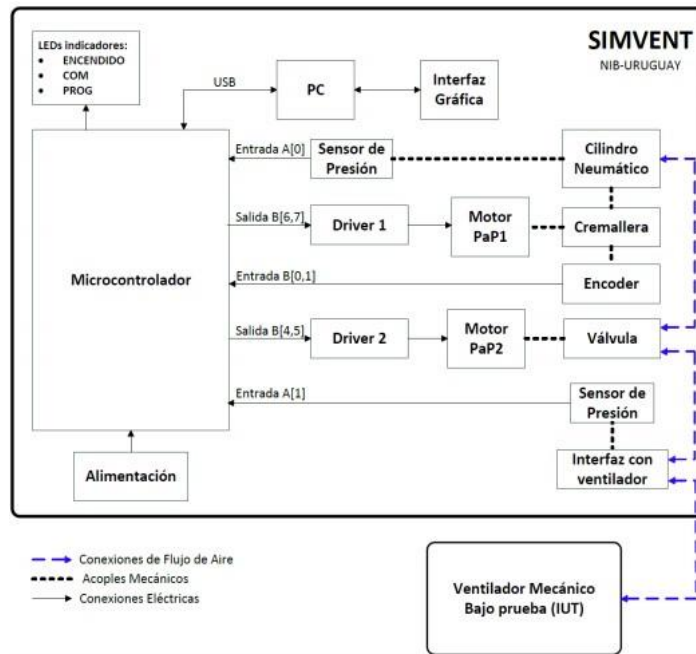 LEDs indicadores:
• ENCENDIDO
• COM
• PROG
SIMVENT
NIB-URUGUAY
USB
PC
Interfaz
Gráfica
Microcontrolador
Entrada A[0]
Sensor de
Presión
Cilindro
Neumático
Salida B[6,7]
Driver 1
Motor
PaP1
Cremallera
Entrada B[0,1]
Encoder
Salida B[4,5]
Driver 2
Motor
PaP2
Válvula
Entrada A[1]
Sensor de
Presión
Interfaz con
ventilador
Alimentación
Conexiones de Flujo de Aire
Acoples Mecánicos
Conexiones Eléctricas
Ventilador Mecánico
Bajo prueba (IUT)